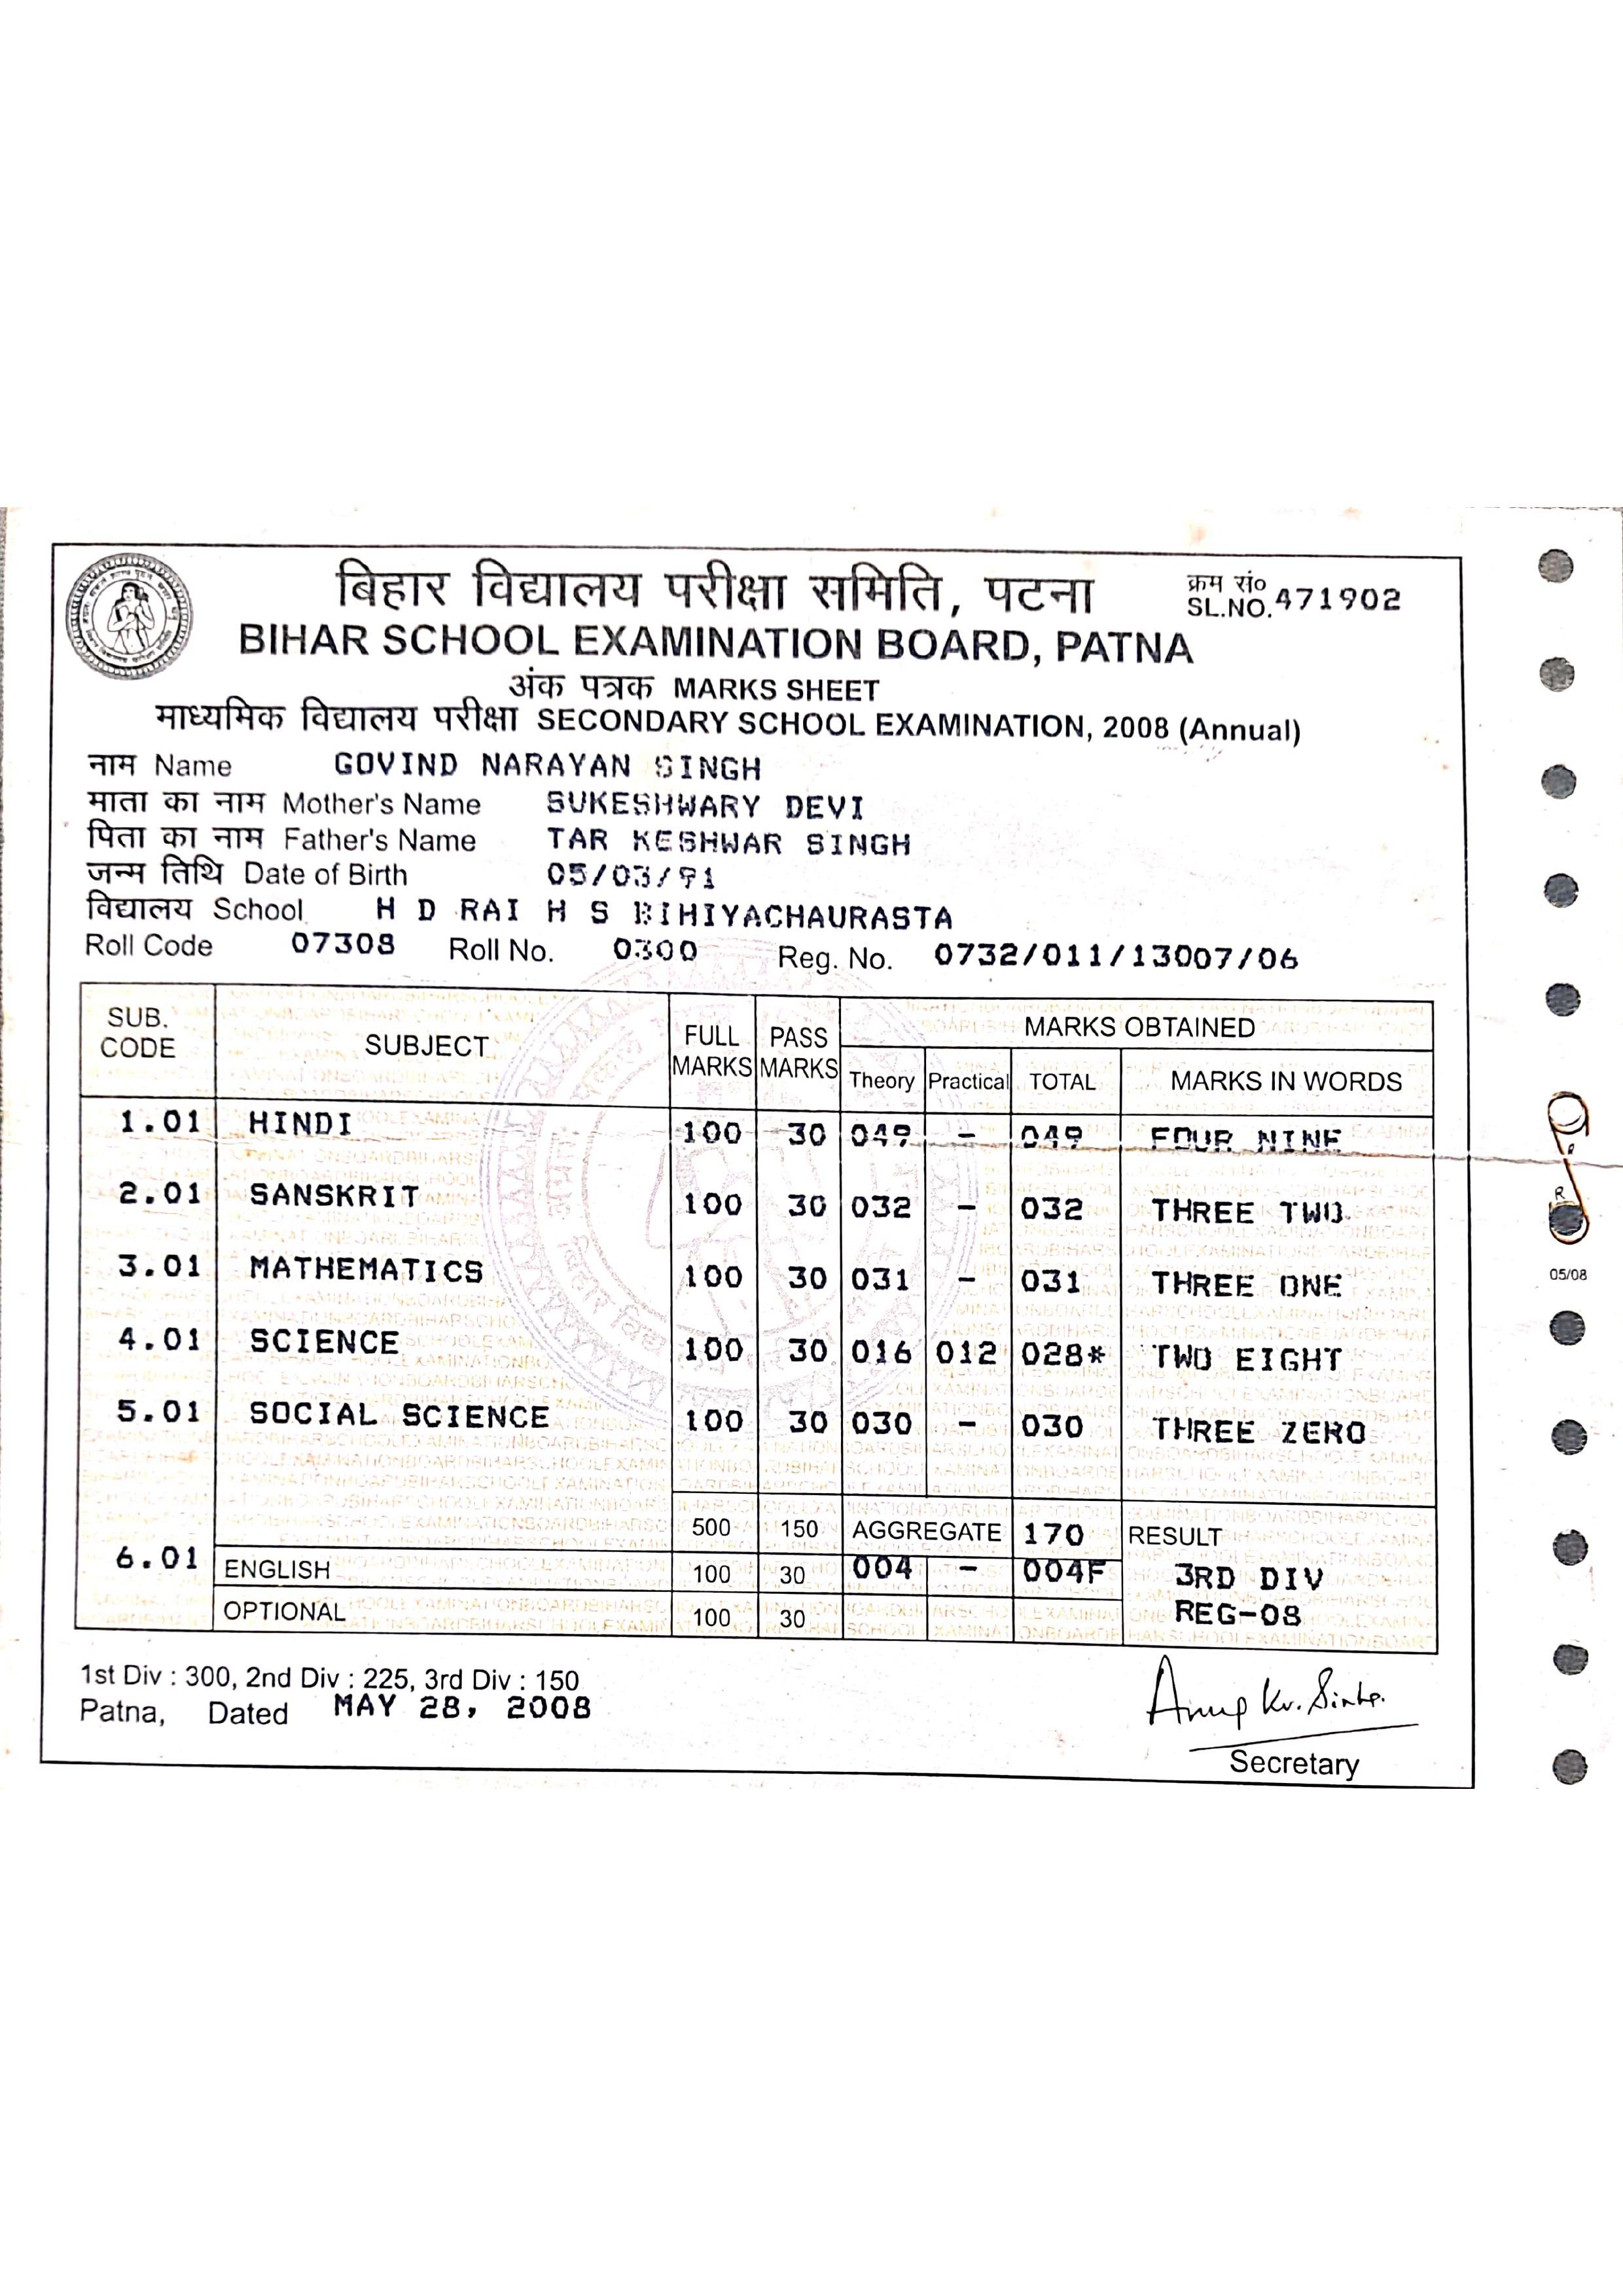 बिहार विद्यालय परीक्षा समिति, पटना
क्रम सं० SL.NO. 471902
BIHAR SCHOOL EXAMINATION BOARD, PATNA
अंक पत्रक MARKS SHEET
माध्यमिक विद्यालय परीक्षा SECONDARY SCHOOL EXAMINATION, 2008 (Annual)
नाम Name GOVIND NARAYAN SINGH
माता का नाम Mother's Name SUKESHWARY DEVI
पिता का नाम Father's Name TAR KESHWAR SINGH
जन्म तिथि Date of Birth 05/03/91
विद्यालय School H D RAI H S BIHIYACHAURASTA
Roll Code 07308 Roll No. 0300 Reg. No. 0732/011/13007/06
SUB. CODE SUBJECT FULL MARKS PASS MARKS MARKS OBTAINED
Theory Practical TOTAL MARKS IN WORDS
1.01 HINDI 100 30 049 - 049 FOUR NINE
2.01 SANSKRIT 100 30 032 - 032 THREE TWO
3.01 MATHEMATICS 100 30 031 - 031 THREE ONE
4.01 SCIENCE 100 30 016 012 028* TWO EIGHT
5.01 SOCIAL SCIENCE 100 30 030 - 030 THREE ZERO
500 150 AGGREGATE 170 RESULT
6.01 ENGLISH 100 30 004 - 004F 3RD DIV
OPTIONAL 100 30 REG-08
1st Div : 300, 2nd Div : 225, 3rd Div : 150
Patna, Dated MAY 28, 2008
Secretary
05/08